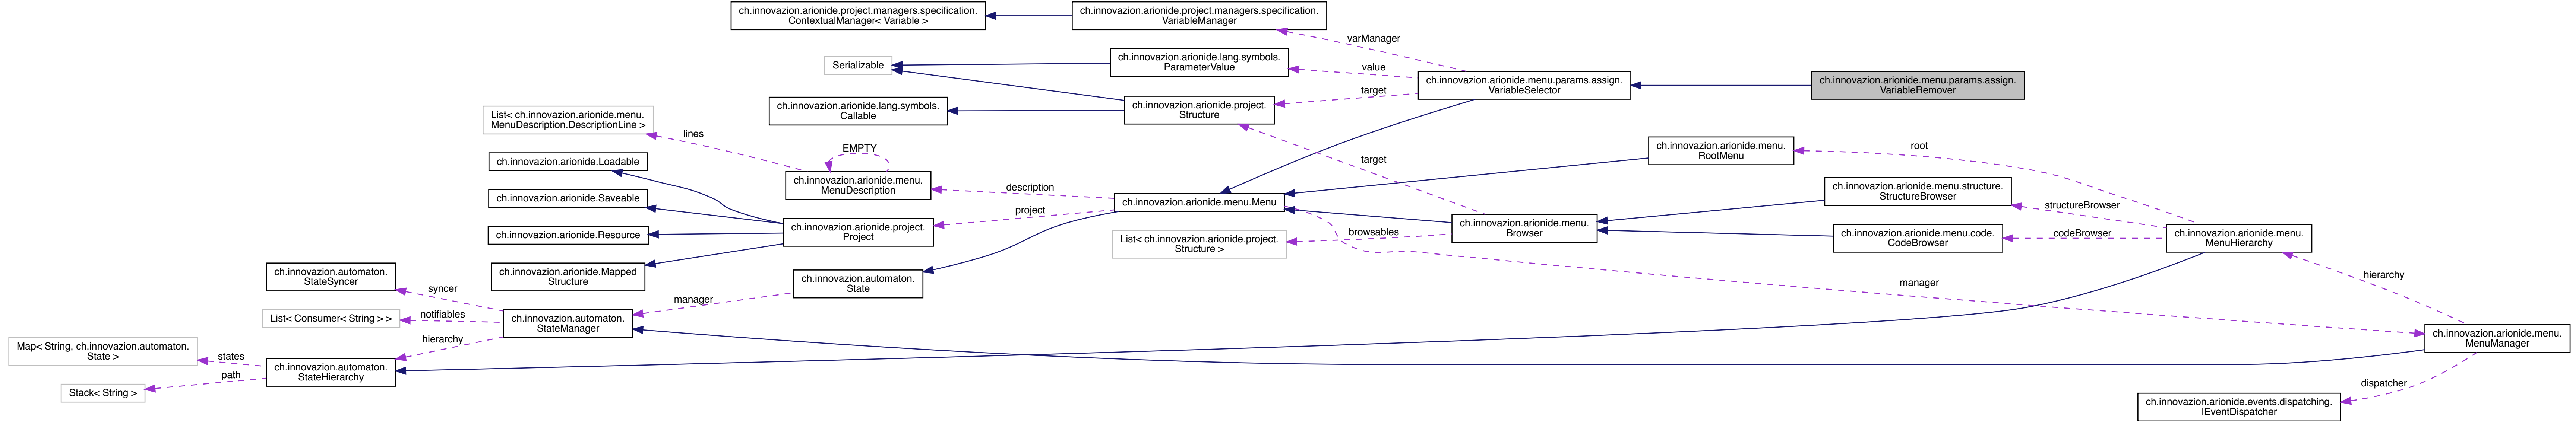 ch.innovazion.arionide.project.managers.specification.
ContextualManager< Variable >
ch.innovazion.arionide.project.managers.specification.
VariableManager
varManager
Serializable
ch.innovazion.arionide.lang.symbols.
ParameterValue
value
ch.innovazion.arionide.menu.params.assign.
VariableSelector
ch.innovazion.arionide.menu.params.assign.
VariableRemover
target
ch.innovazion.arionide.lang.symbols.
Callable
ch.innovazion.arionide.project.
Structure
List< ch.innovazion.arionide.menu.
MenuDescription.DescriptionLine >
lines
EMPTY
ch.innovazion.arionide.menu.
MenuDescription
ch.innovazion.arionide.Loadable
ch.innovazion.arionide.Saveable
ch.innovazion.arionide.Resource
ch.innovazion.arionide.Mapped
Structure
ch.innovazion.arionide.project.
Project
description
project
ch.innovazion.arionide.menu.Menu
target
ch.innovazion.arionide.menu.
RootMenu
root
ch.innovazion.arionide.menu.structure.
StructureBrowser
structureBrowser
ch.innovazion.arionide.menu.
Browser
browsables
List< ch.innovazion.arionide.project.
Structure >
ch.innovazion.arionide.menu.code.
CodeBrowser
codeBrowser
ch.innovazion.arionide.menu.
MenuHierarchy
hierarchy
manager
ch.innovazion.automaton.
StateSyncer
syncer
ch.innovazion.automaton.
State
manager
List< Consumer< String > >
notifiables
ch.innovazion.automaton.
StateManager
hierarchy
Map< String, ch.innovazion.automaton.
State >
states
Stack< String >
path
ch.innovazion.automaton.
StateHierarchy
ch.innovazion.arionide.menu.
MenuManager
dispatcher
ch.innovazion.arionide.events.dispatching.
IEventDispatcher